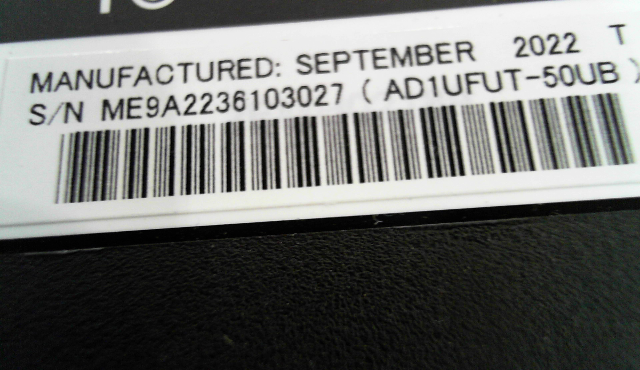 MANUFACTURED: SEPTEMBER 2022 T
S/N ME9A2236103027 ( AD1UFUT-50UB )